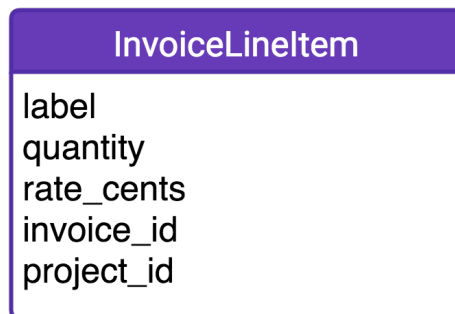 InvoiceLineItem
label
quantity
rate_cents
invoice_id
project_id